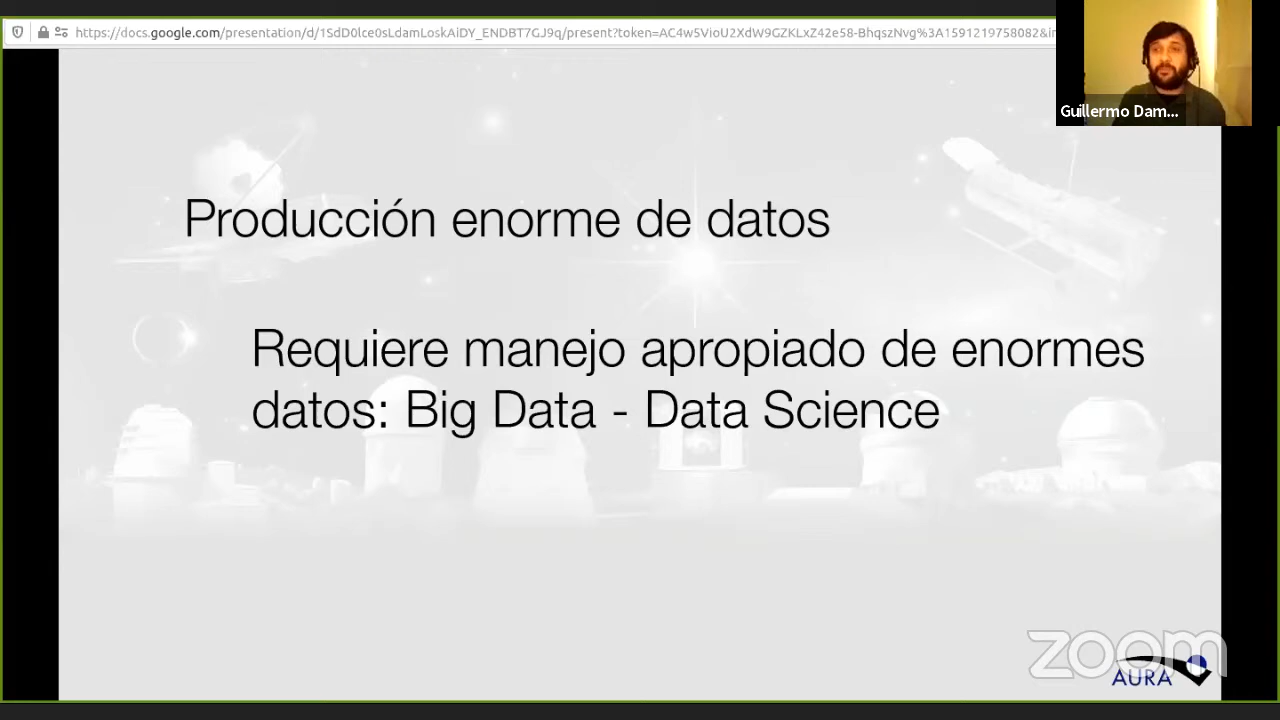 https://docs.google.com/presentation/d/1SdD0lce0sLdamLoskAiDY_ENDBT7GJ9q/present?token=AC4w5VioU2XdW9GZKLxZ42e58-BhqszNvg%3A1591219758082&i
Guillermo Dam...
Producción enorme de datos
Requiere manejo apropiado de enormes
datos: Big Data - Data Science
zoom
AURA